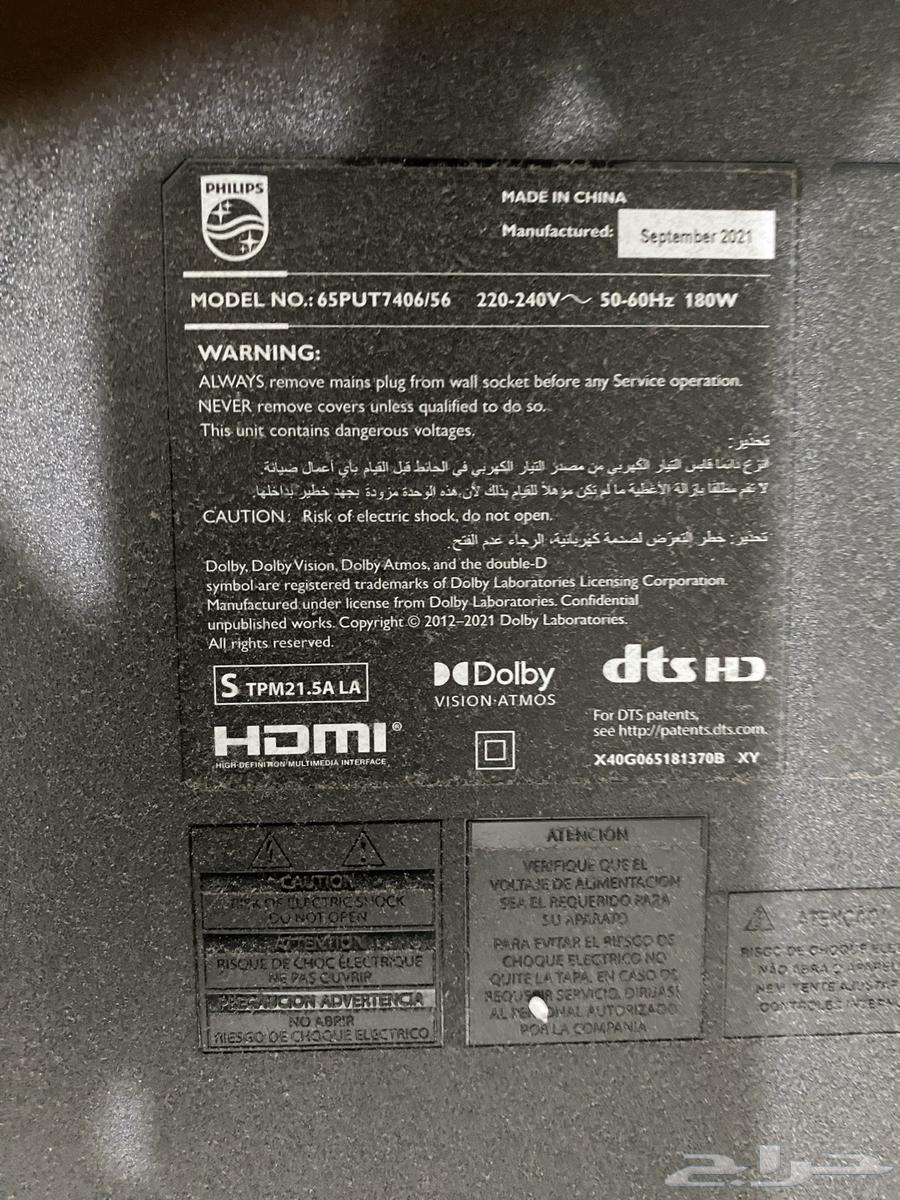 PHILIPS
MADE IN CHINA
Manufactured: September 2021
MODEL NO.: 65PUT7406/56 220-240V～ 50-60Hz 180W
WARNING:
ALWAYS remove mains plug from wall socket before any Service operation.
NEVER remove covers unless qualified to do so.
This unit contains dangerous voltages.
تحذير:
انزع دائما قابس التيار الكهربي من مصدر التيار الكهربي في الحائط قبل القيام بأي أعمال صيانة.
لا تقم مطلقا بإزالة الأغطية ما لم تكن مؤهلاً للقيام بذلك لأن هذه الوحدة مزودة بجهد خطير بداخلها.
CAUTION: Risk of electric shock, do not open.
تحذير: خطر التعرض لصدمة كهربائية، الرجاء عدم الفتح.
Dolby, Dolby Vision, Dolby Atmos, and the double-D
symbol are registered trademarks of Dolby Laboratories Licensing Corporation.
Manufactured under license from Dolby Laboratories. Confidential
unpublished works. Copyright © 2012–2021 Dolby Laboratories.
All rights reserved.
S TPM21.5A LA
Dolby
VISION·ATMOS
dts HD
HDMI®
HIGH-DEFINITION MULTIMEDIA INTERFACE
For DTS patents,
see http://patents.dts.com.
X40G065181370B XY
CAUTION
RISK OF ELECTRIC SHOCK
DO NOT OPEN
ATTENTION
RISQUE DE CHOC ÉLECTRIQUE
NE PAS OUVRIR
PRECAUCION ADVERTENCIA
NO ABRIR
RIESGO DE CHOQUE ELECTRICO
ATENCION
VERIFIQUE QUE EL
VOLTAJE DE ALIMENTACION
SEA EL REQUERIDO PARA
SU APARATO
PARA EVITAR EL RIESGO DE
CHOQUE ELECTRICO NO
QUITE LA TAPA, EN CASO DE
REQUERIR SERVICIO, DIRIJASE
AL PERSONAL AUTORIZADO
POR LA COMPANIA
ATENÇÃO
RISCO DE CHOQUE
NÃO ABRA O
NEM TENTE
حراج